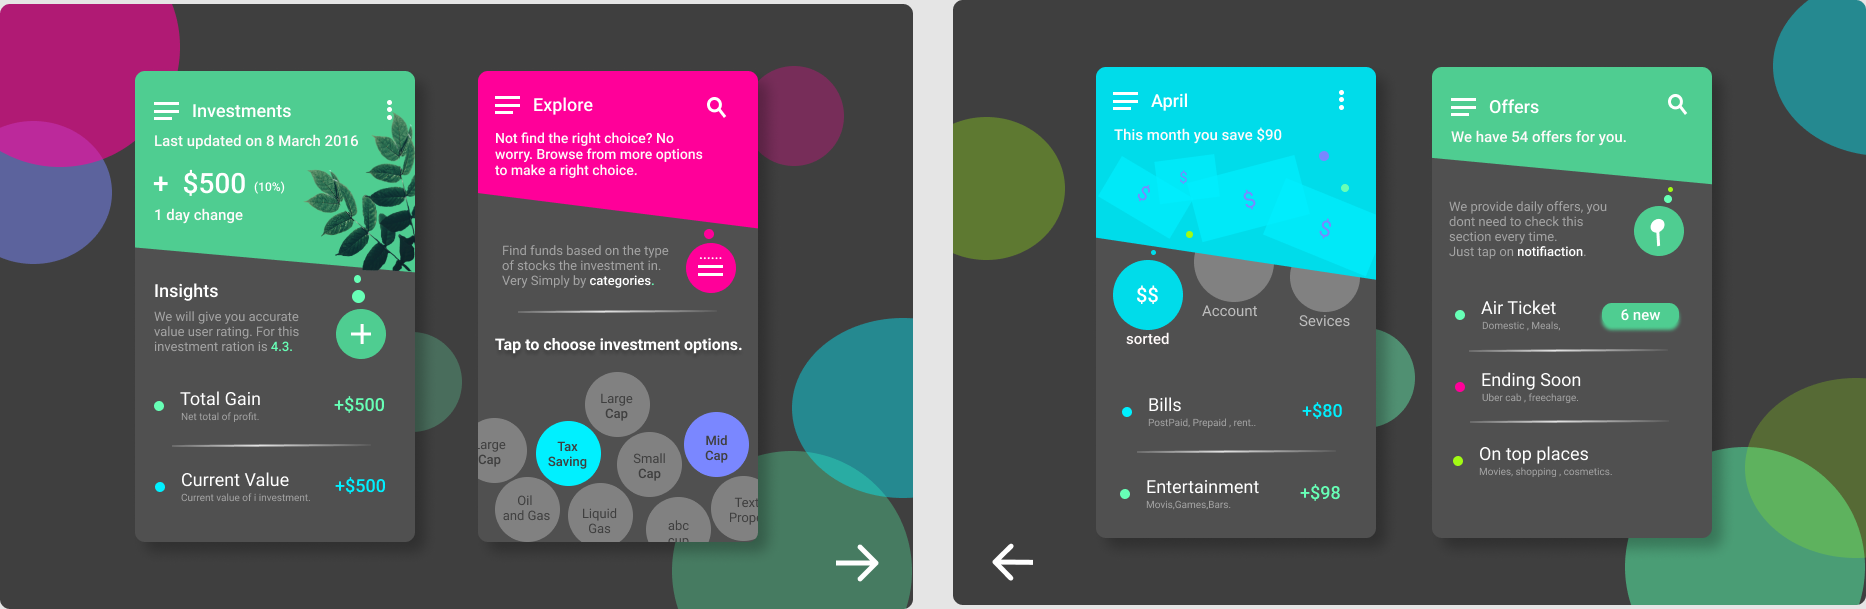 Investments
Last updated on 8 March 2016
+ $500 (10%)
1 day change
Insights
We will give you accurate
value user rating. For this
investment ration is 4.3.
Total Gain
+$500
Net total of profit.
Current Value
+$500
Current value of i investment.
Explore
Not find the right choice? No
worry. Browse from more options
to make a right choice.
Find funds based on the type
of stocks the investment in.
Very Simply by categories.
Tap to choose investment options.
Large
Cap
Large
Cap
Tax
Saving
Small
Cap
Mid
Cap
Oil
and Gas
Liquid
Gas
abc
cup
Text
Prope
April
This month you save $90
$
$
$
$
$$
sorted
Account
Sevices
Bills
+$80
PostPaid, Prepaid , rent..
Entertainment
+$98
Movis,Games,Bars.
Offers
We have 54 offers for you.
We provide daily offers, you
dont need to check this
section every time.
Just tap on notifiaction.
Air Ticket
6 new
Domestic , Meals,
Ending Soon
Uber cab , freecharge.
On top places
Movies, shopping , cosmetics.